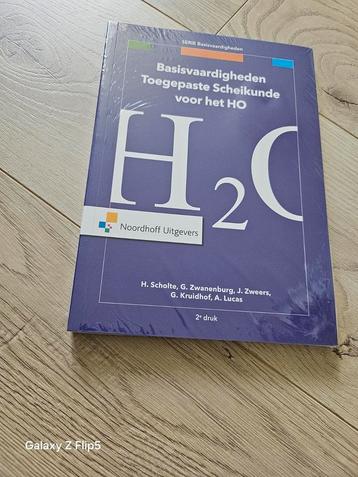 SERIE Basisvaardigheden
Basisvaardigheden
Toegepaste Scheikunde
voor het HO
H2O
Noordhoff Uitgevers
H. Scholte, G. Zwanenburg, J. Zweers,
G. Kruidhof, A. Lucas
2e druk
Galaxy Z Flip5